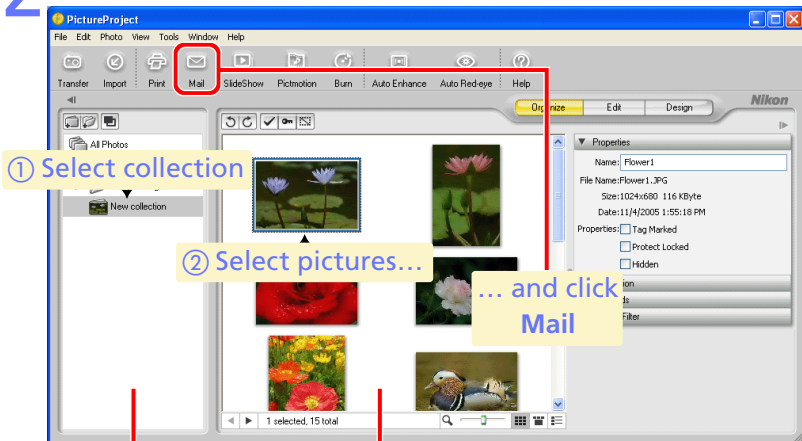 2
PictureProject
File Edit Photo View Tools Window Help
Transfer Import Print Mail SlideShow Pictmotion Burn Auto Enhance Auto Red-eye Help
Organize Edit Design
Nikon
All Photos
① Select collection
New collection
② Select pictures…
… and click
Mail
1 selected, 15 total
Properties
Name: Flower1
File Name:Flower1.JPG
Size:1024x680 116 KByte
Date:11/4/2005 1:55:18 PM
Properties: Tag Marked
Protect Locked
Hidden
Filter